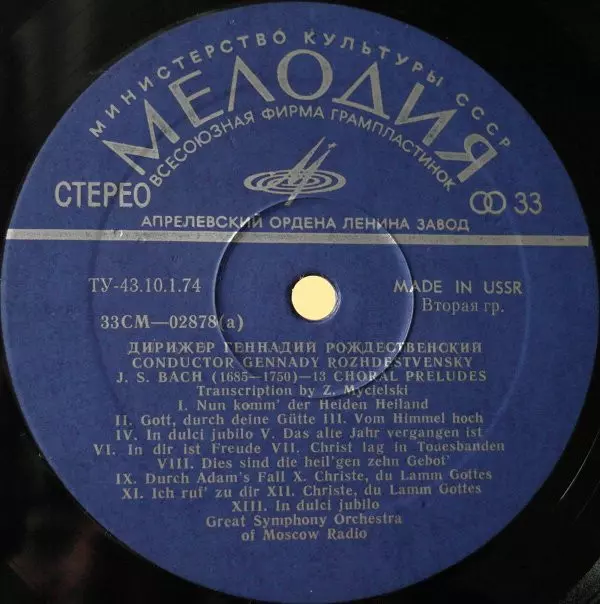 МИНИСТЕРСТВО КУЛЬТУРЫ СССР
МЕЛОДИЯ
ВСЕСОЮЗНАЯ ФИРМА ГРАМПЛАСТИНОК
СТЕРЕО
33
АПРЕЛЕВСКИЙ ОРДЕНА ЛЕНИНА ЗАВОД
ТУ-43.10.1.74
MADE IN USSR
Вторая гр.
33СМ—02878(а)
ДИРИЖЕР ГЕННАДИЙ РОЖДЕСТВЕНСКИЙ
CONDUCTOR GENNADY ROZHDESTVENSKY
J. S. BACH (1685—1750)—13 CHORAL PRELUDES
Transcription by Z. Mycielski
I. Nun komm' der Heiden Heiland
II. Gott, durch deine Gütte III. Vom Himmel hoch
IV. In dulci jubilo V. Das alte Jahr vergangen ist
VI. In dir ist Freude VII. Christ lag in Touesbanden
VIII. Dies sind die heil'gen zehn Gebot'
IX. Durch Adam's Fall X. Christe, du Lamm Gottes
XI. Ich ruf' zu dir XII. Christe, du Lamm Gottes
XIII. In dulci jubilo
Great Symphony Orchestra
of Moscow Radio